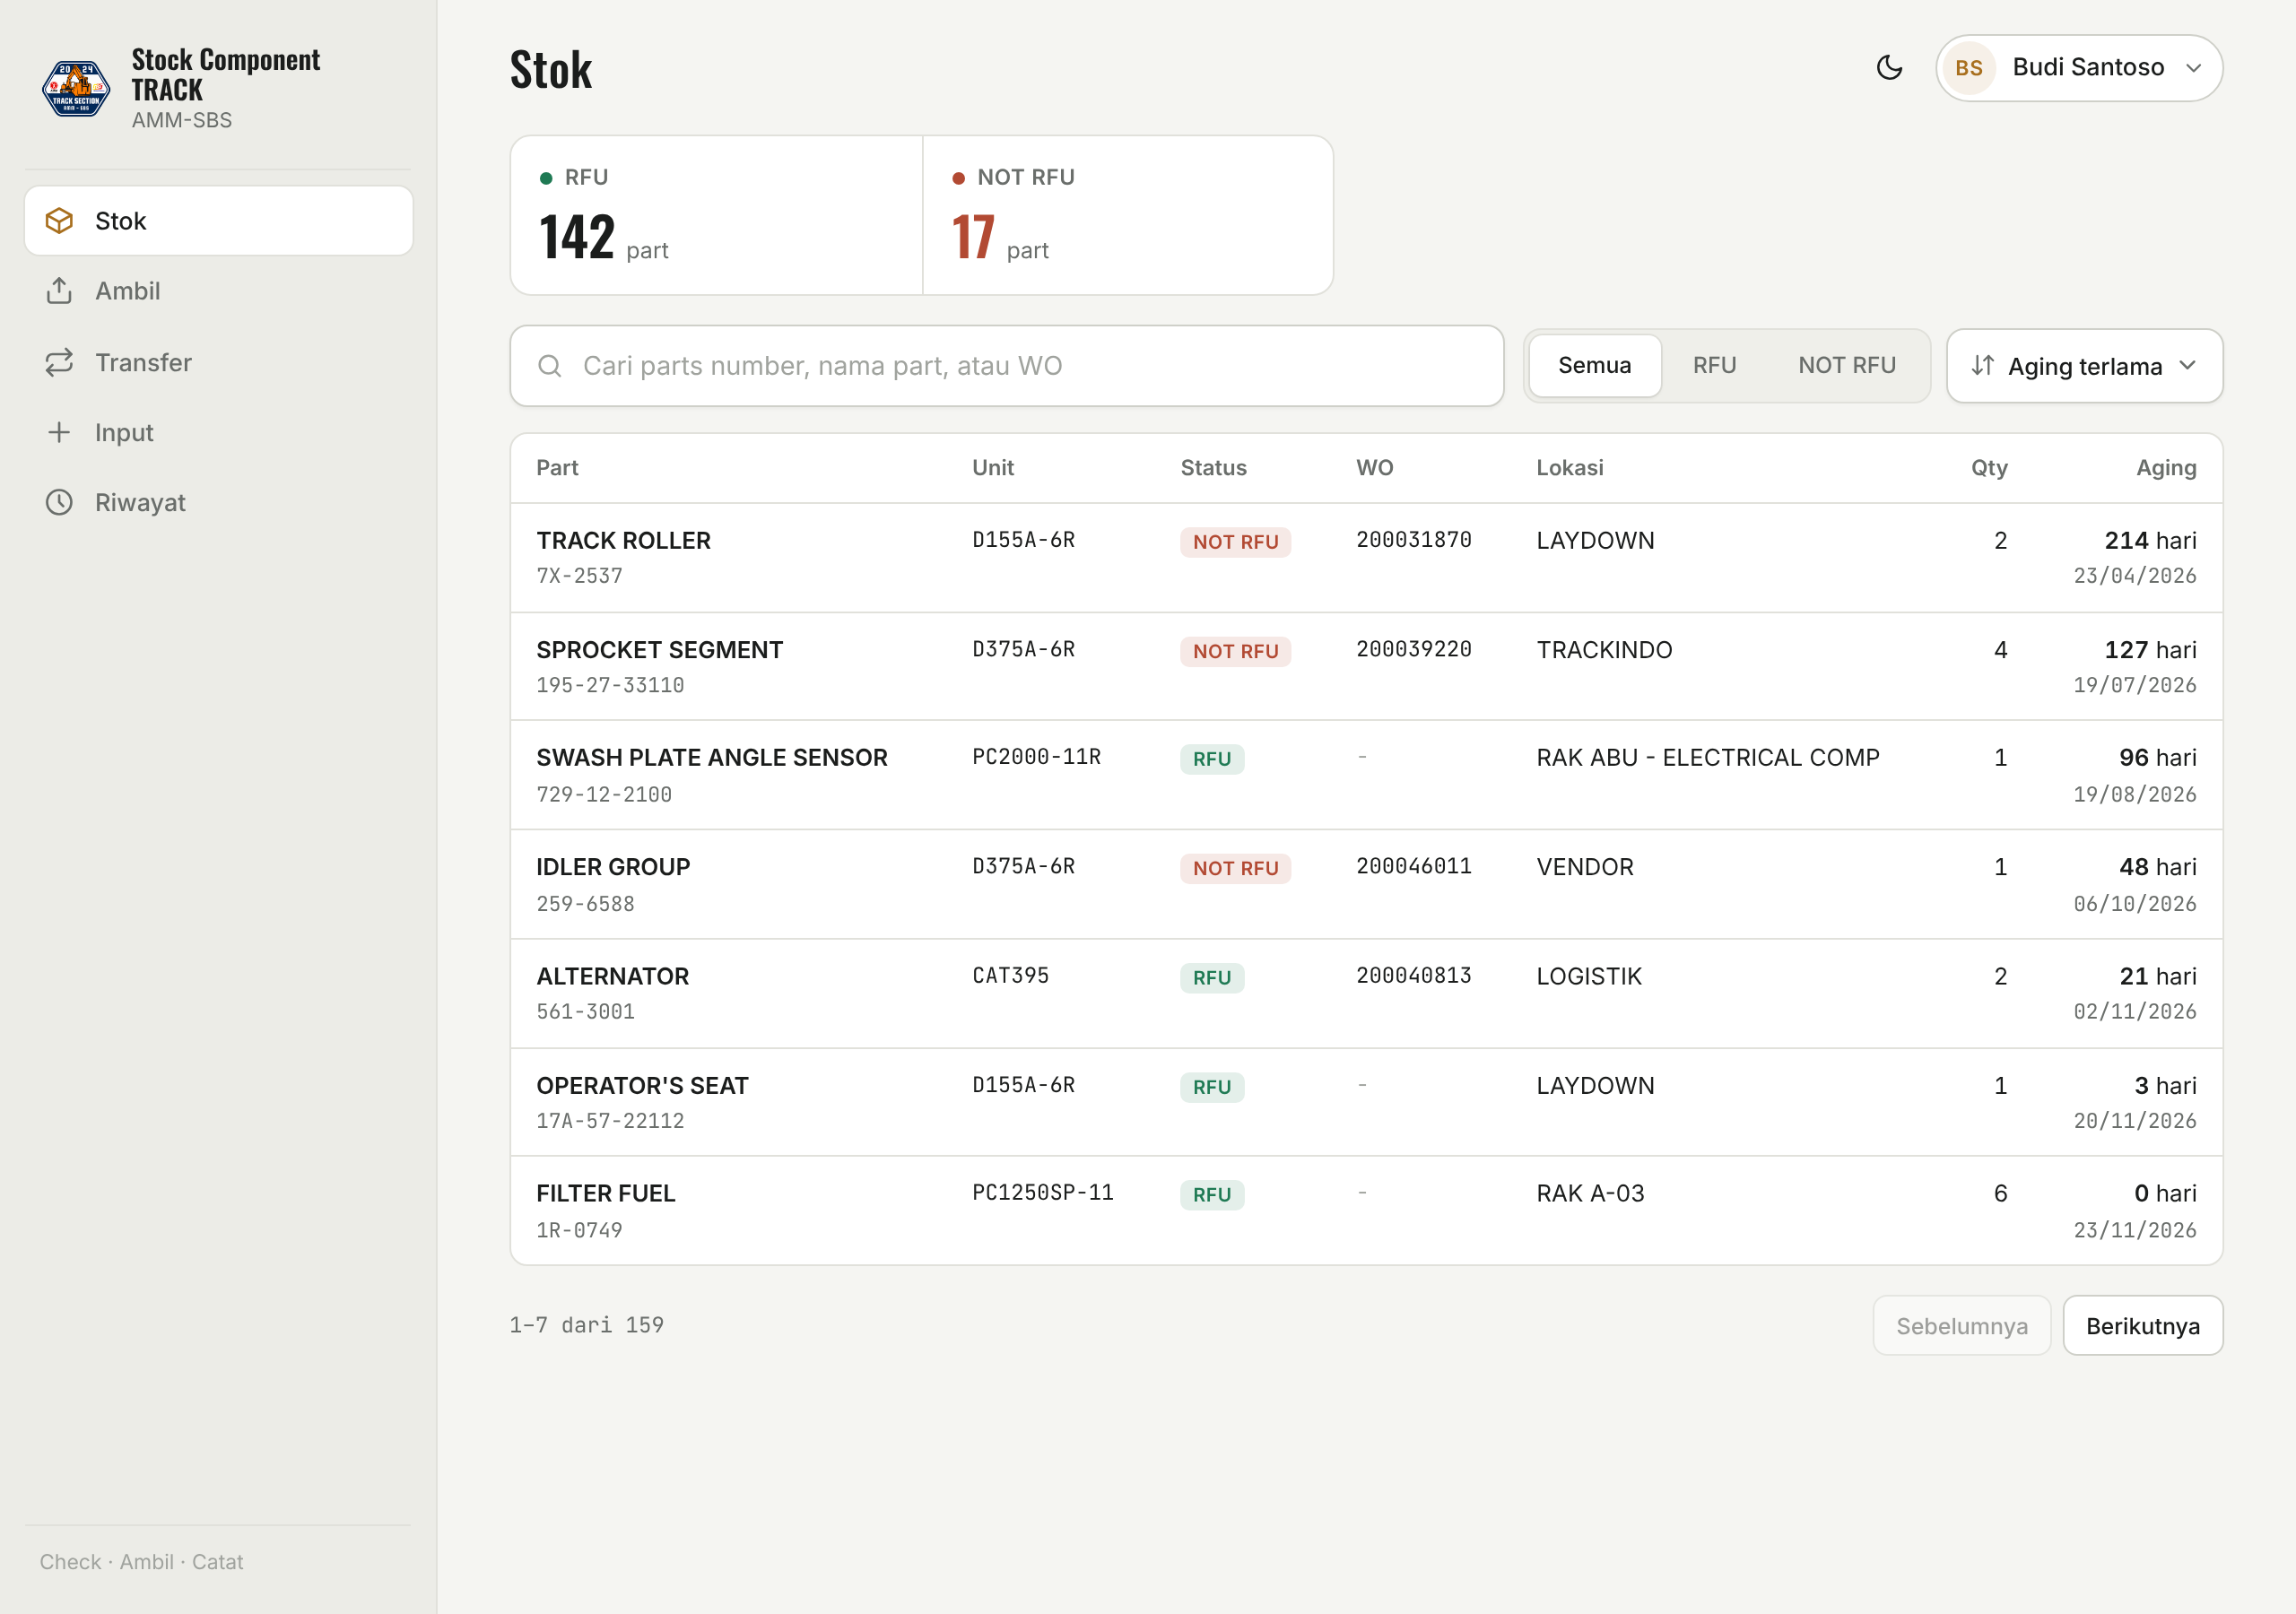 20 24
TRACK SECTION
AMM - SBS
Stock Component
TRACK
AMM-SBS
Stok
Ambil
Transfer
Input
Riwayat
Check · Ambil · Catat
Stok
BS Budi Santoso
RFU
142 part
NOT RFU
17 part
Cari parts number, nama part, atau WO
Semua RFU NOT RFU
Aging terlama
Part Unit Status WO Lokasi Qty Aging
TRACK ROLLER D155A-6R NOT RFU 200031870 LAYDOWN 2 214 hari
7X-2537 23/04/2026
SPROCKET SEGMENT D375A-6R NOT RFU 200039220 TRACKINDO 4 127 hari
195-27-33110 19/07/2026
SWASH PLATE ANGLE SENSOR PC2000-11R RFU - RAK ABU - ELECTRICAL COMP 1 96 hari
729-12-2100 19/08/2026
IDLER GROUP D375A-6R NOT RFU 200046011 VENDOR 1 48 hari
259-6588 06/10/2026
ALTERNATOR CAT395 RFU 200040813 LOGISTIK 2 21 hari
561-3001 02/11/2026
OPERATOR'S SEAT D155A-6R RFU - LAYDOWN 1 3 hari
17A-57-22112 20/11/2026
FILTER FUEL PC1250SP-11 RFU - RAK A-03 6 0 hari
1R-0749 23/11/2026
1–7 dari 159
Sebelumnya Berikutnya